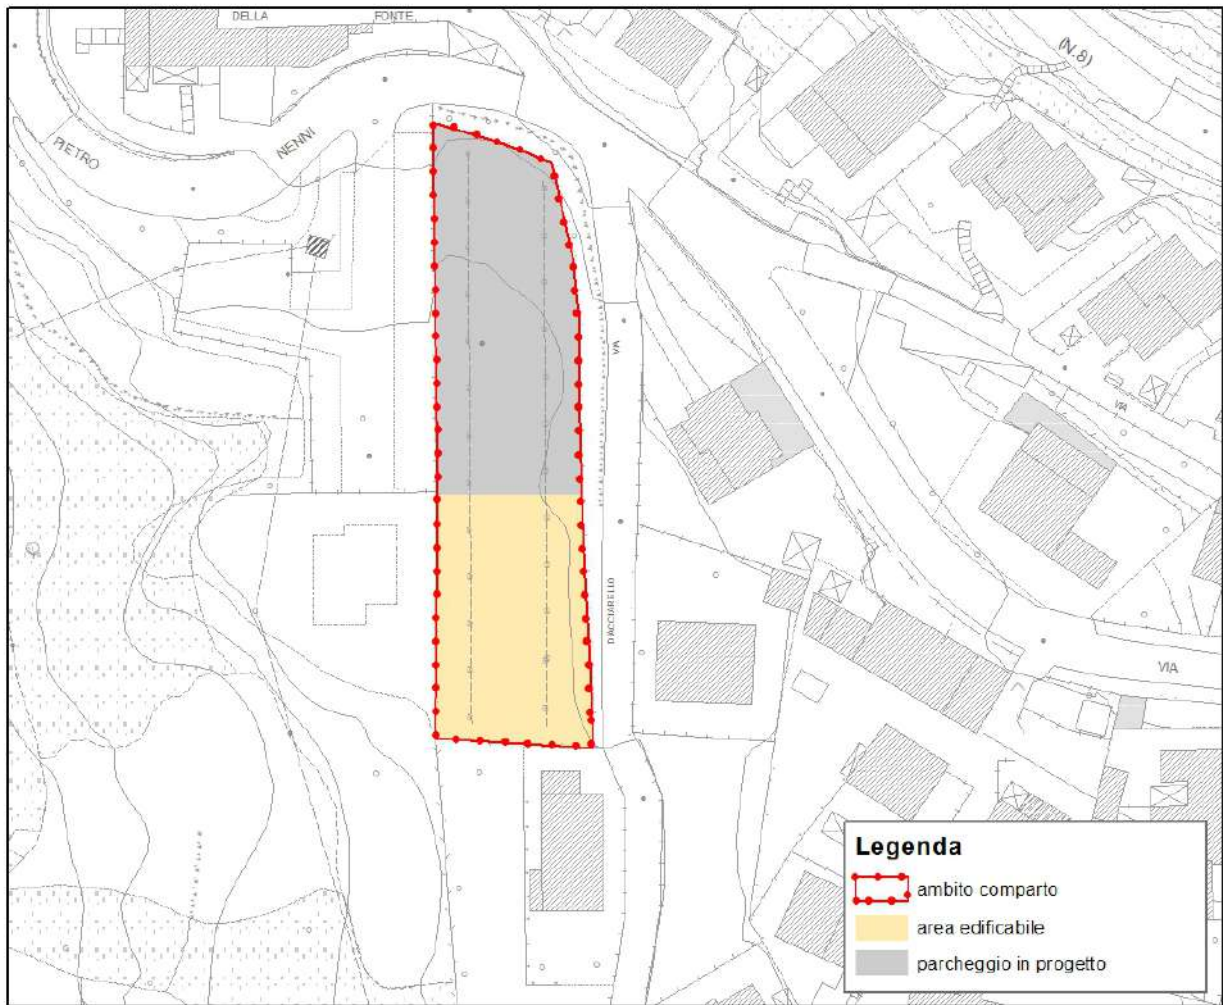 DELLA FONTE
(N.8)
PIETRO NENNI
VIA
VIA
DACCIARELLO
VIA
Legenda
ambito comparto
area edificabile
parcheggio in progetto